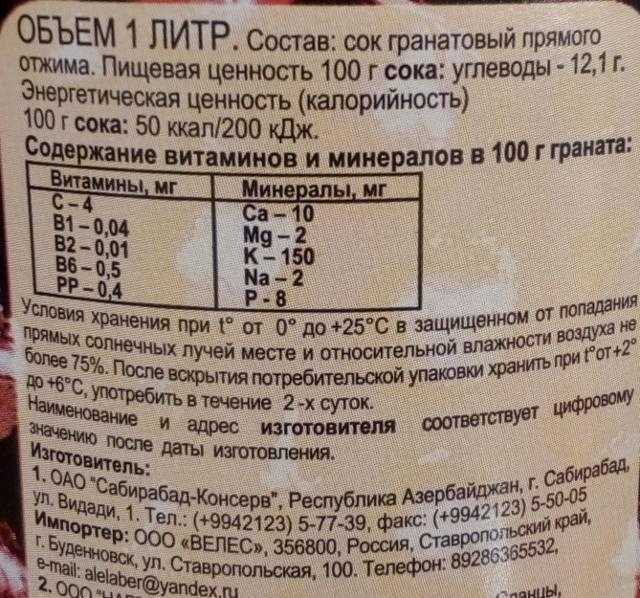 ОБЪЕМ 1 ЛИТР. Состав: сок гранатовый прямого
отжима. Пищевая ценность 100 г сока: углеводы - 12,1 г.
Энергетическая ценность (калорийность)
100 г сока: 50 ккал/200 кДж.
Содержание витаминов и минералов в 100 г граната:
Витамины, мг Минералы, мг
С – 4 Ca – 10
В1 – 0,04 Mg – 2
В2 – 0,01 K – 150
В6 – 0,5 Na – 2
РР – 0,4 P - 8
Условия хранения при t° от 0° до +25°С в защищенном от попадания
прямых солнечных лучей месте и относительной влажности воздуха не
более 75%. После вскрытия потребительской упаковки хранить при t°от+2°
до +6°С, употребить в течение 2-х суток.
Наименование и адрес изготовителя соответствует цифровому
значению после даты изготовления.
Изготовитель:
1. ОАО "Сабирабад-Консерв", Республика Азербайджан, г. Сабирабад,
ул. Видади, 1. Тел.: (+9942123) 5-77-39, факс: (+9942123) 5-50-05
Импортер: ООО «ВЕЛЕС», 356800, Россия, Ставропольский край,
г. Буденновск, ул. Ставропольская, 100. Телефон: 89286365532,
e-mail: alelaber@yandex.ru
2. ООО